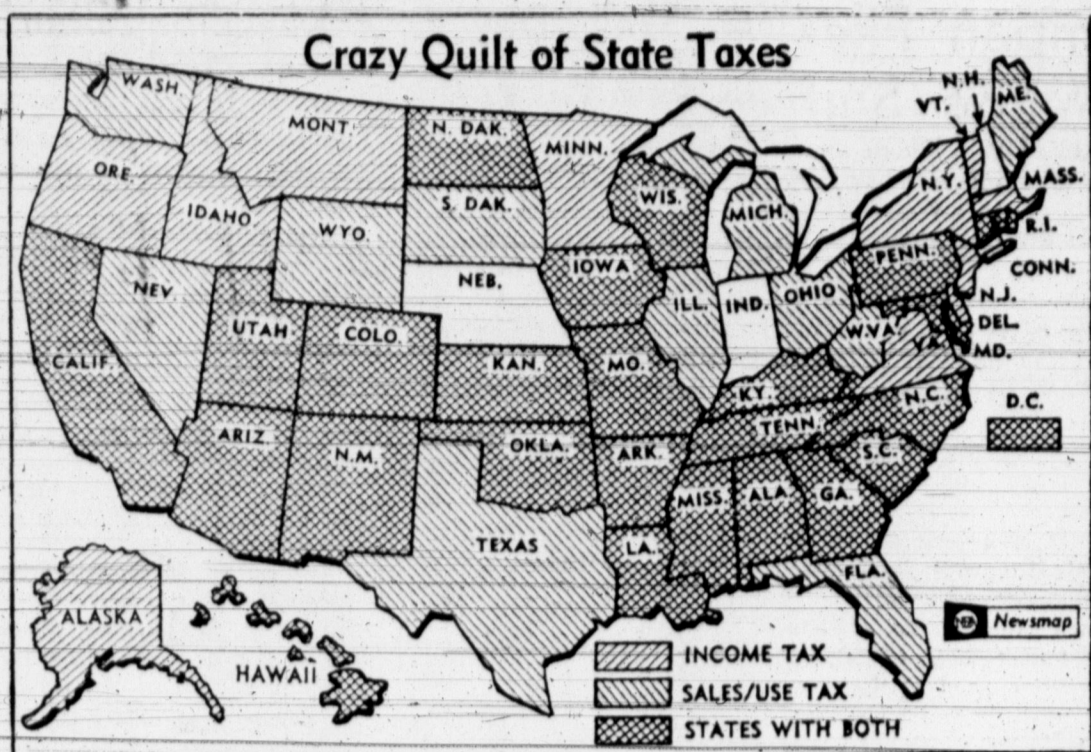 Crazy Quilt of State Taxes
WASH.
MONT.
N. DAK.
MINN.
VT.
N.H.
ME.
ORE.
IDAHO
WYO.
S. DAK.
WIS.
MICH.
N.Y.
MASS.
R.I.
CONN.
NEV.
NEB.
IOWA
ILL.
IND.
OHIO
PENN.
N.J.
DEL.
MD.
UTAH
COLO.
KAN.
MO.
W.VA.
VA.
KY.
CALIF.
ARIZ.
N.M.
OKLA.
ARK.
TENN.
N.C.
D.C.
S.C.
MISS.
ALA.
GA.
TEXAS
LA.
FLA.
ALASKA
HAWAII
NEA Newsmap
INCOME TAX
SALES/USE TAX
STATES WITH BOTH